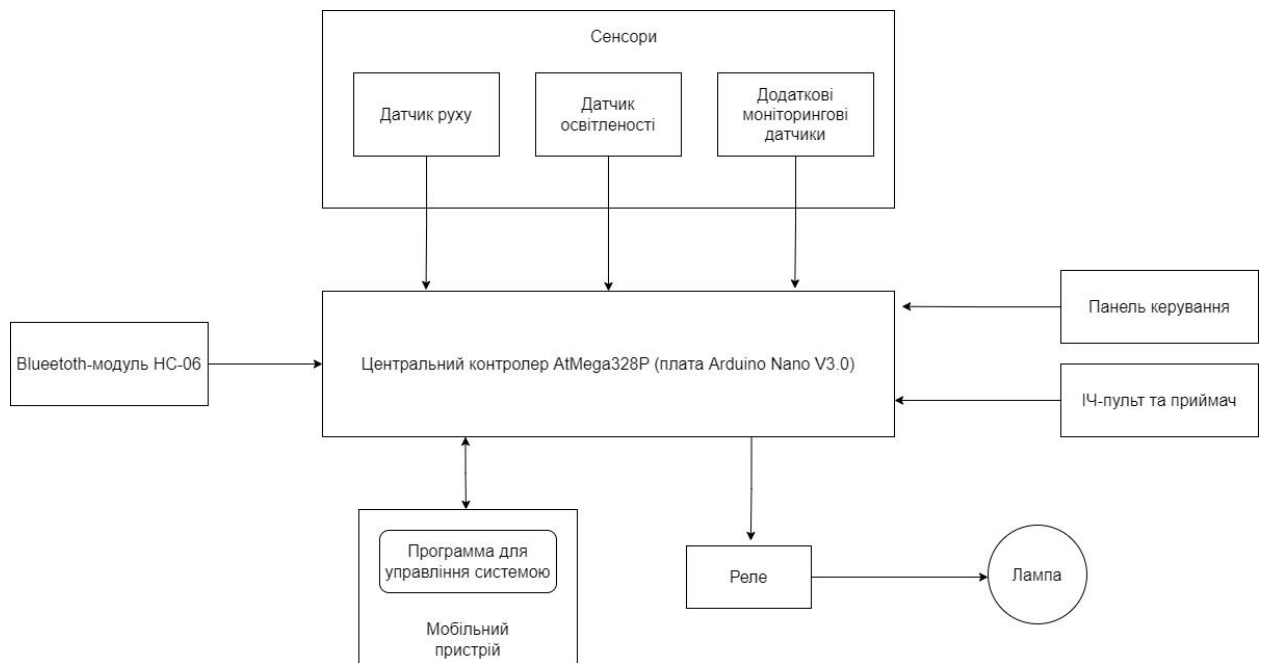 Сенсори
Датчик руху
Датчик
освітленості
Додаткові
моніторингові
датчики
Панель керування
Blueetoth-модуль HC-06
Центральний контролер AtMega328P (плата Arduino Nano V3.0)
ІЧ-пульт та приймач
Программа для
управління системою
Мобільний
пристрій
Реле
Лампа